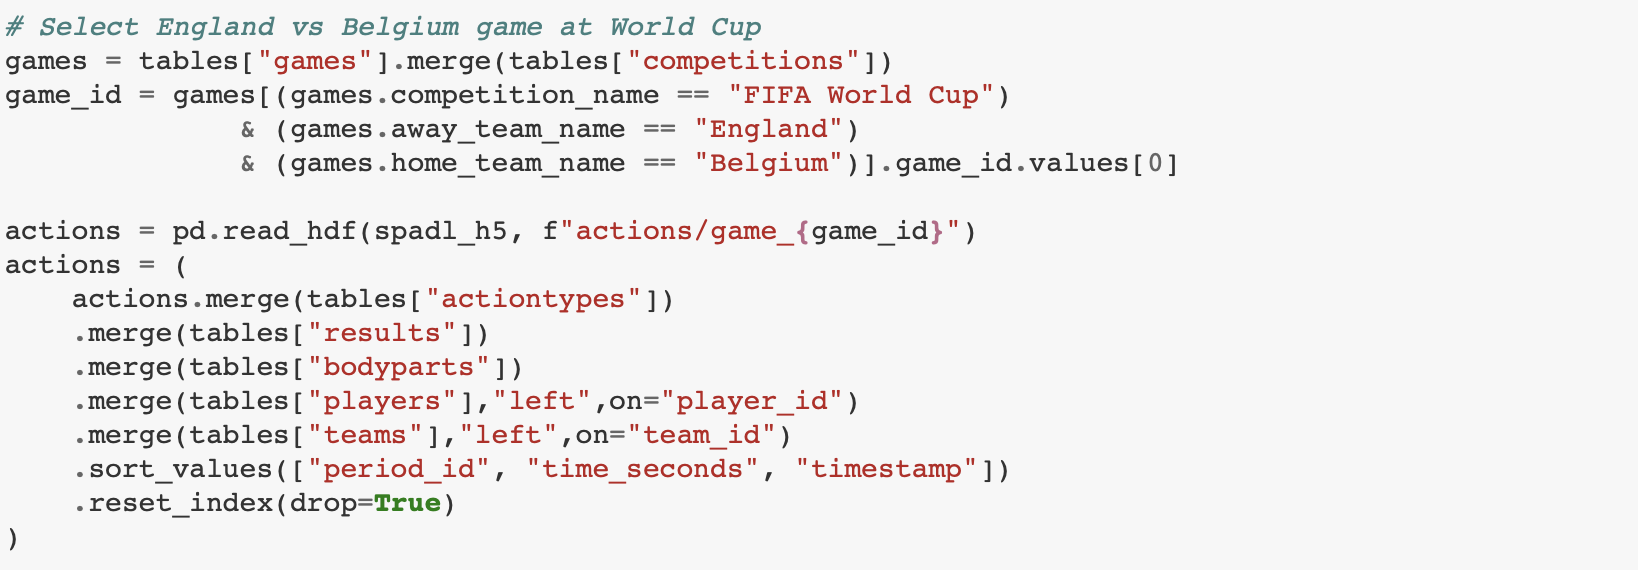 # Select England vs Belgium game at World Cup
games = tables["games"].merge(tables["competitions"])
game_id = games[(games.competition_name == "FIFA World Cup")
              & (games.away_team_name == "England")
              & (games.home_team_name == "Belgium")].game_id.values[0]

actions = pd.read_hdf(spadl_h5, f"actions/game_{game_id}")
actions = (
    actions.merge(tables["actiontypes"])
    .merge(tables["results"])
    .merge(tables["bodyparts"])
    .merge(tables["players"],"left",on="player_id")
    .merge(tables["teams"],"left",on="team_id")
    .sort_values(["period_id", "time_seconds", "timestamp"])
    .reset_index(drop=True)
)